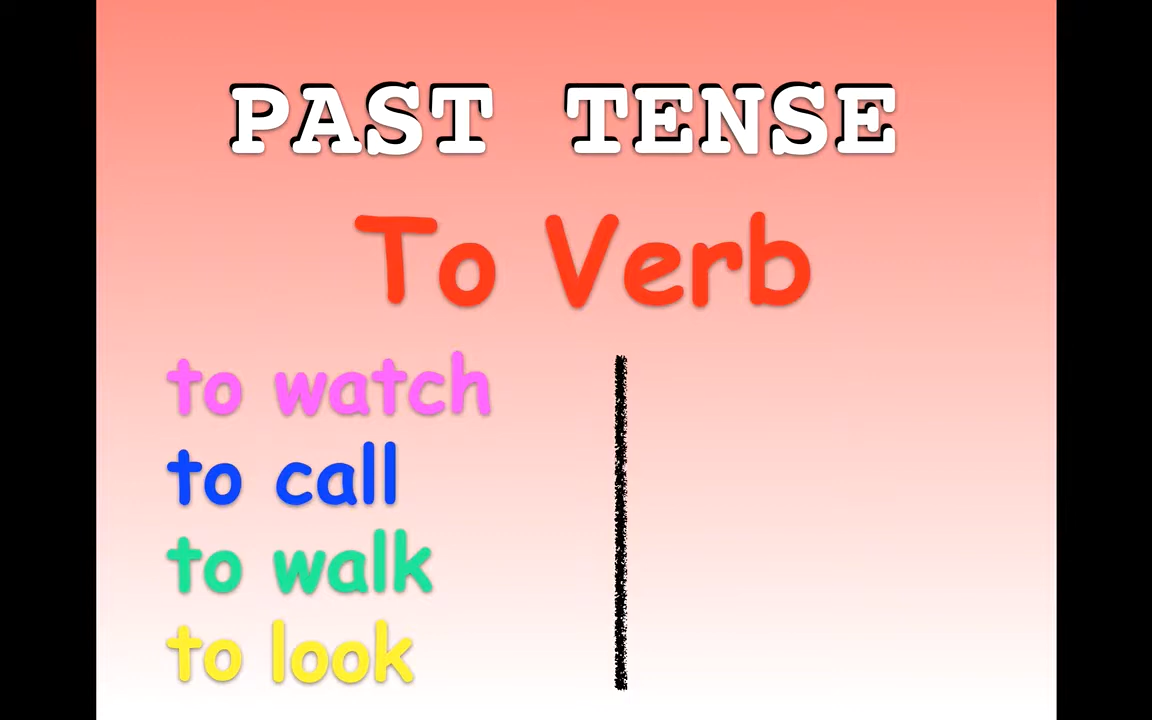 PAST TENSE
To Verb
to watch
to call
to walk
to look